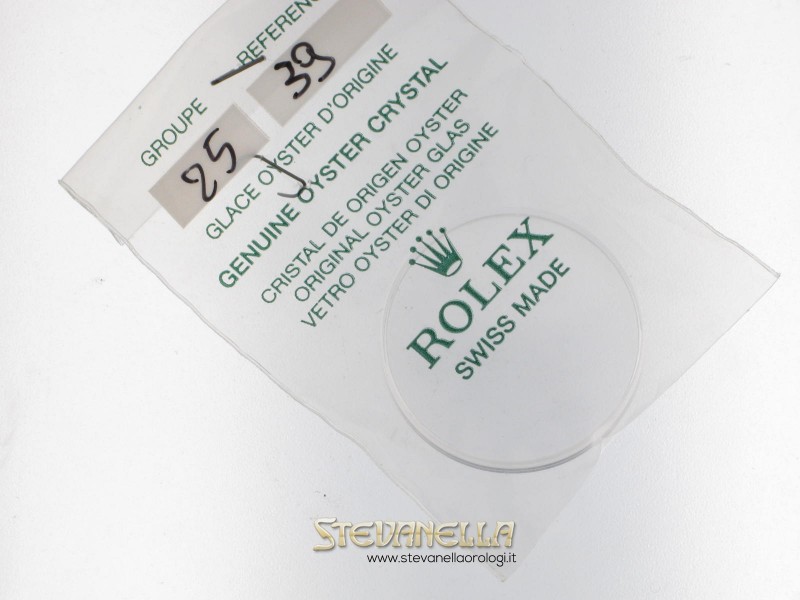 GROUPE REFERENC
25 39
GLACE OYSTER D'ORIGINE
GENUINE OYSTER CRYSTAL
CRISTAL DE ORIGEN OYSTER
ORIGINAL OYSTER GLAS
VETRO OYSTER DI ORIGINE
ROLEX
SWISS MADE
STEVANELLA
www.stevanellaorologi.it